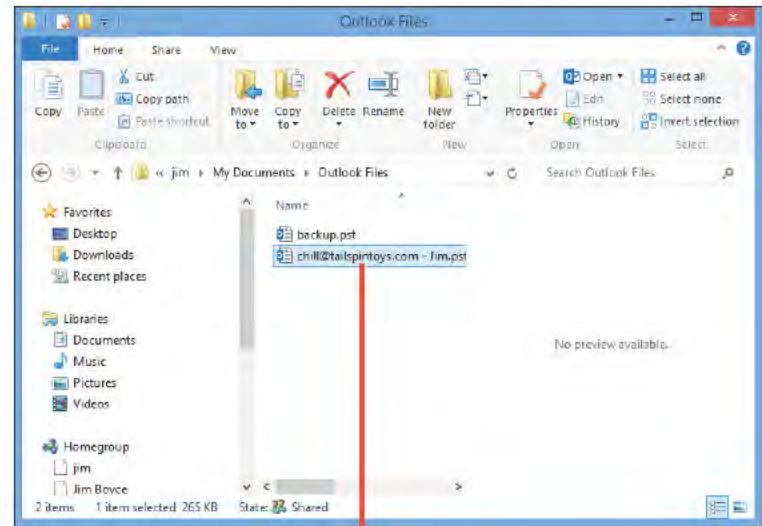 Outlook Files
File Home Share View
Copy Paste Cut Copy path Paste shortcut Move to Copy to Delete Rename New folder Properties Open Edit History Select all Select none Invert selection
Clipboard Organize New Open Select
« jim My Documents Outlook Files Search Outlook Files
Favorites
Desktop
Downloads
Recent places
Libraries
Documents
Music
Pictures
Videos
Homegroup
jim
Jim Boyce
Name
backup.pst
chill@tailspintoys.com - Jim.pst
No preview available.
2 items 1 item selected 265 KB State: Shared